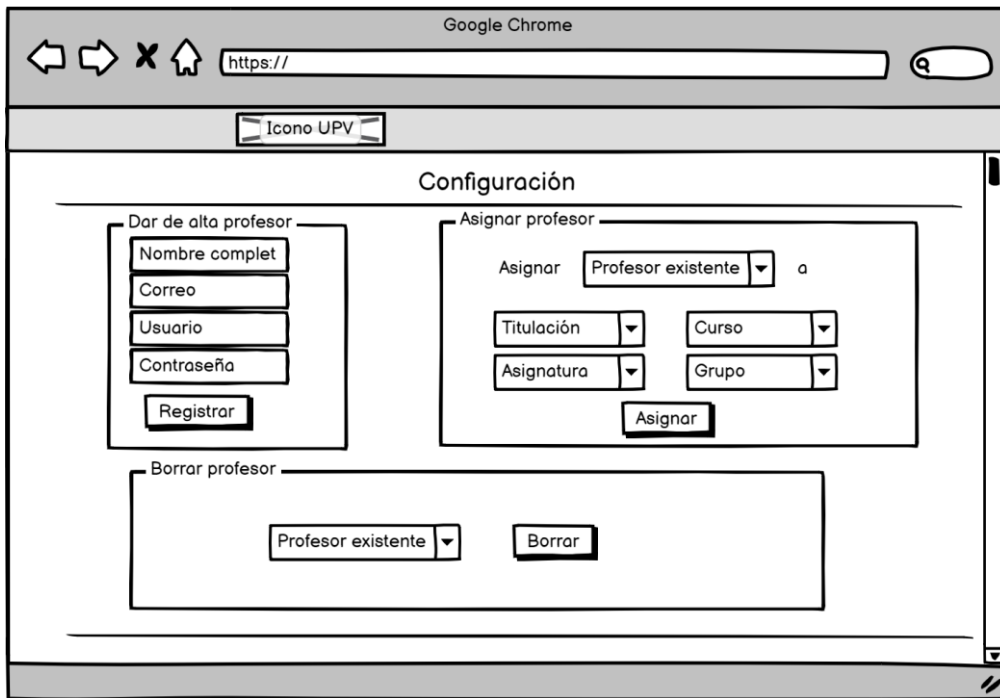 Google Chrome
https://
Icono UPV
Configuración
Dar de alta profesor
Nombre complet
Correo
Usuario
Contraseña
Registrar
Asignar profesor
Asignar Profesor existente a
Titulación Curso
Asignatura Grupo
Asignar
Borrar profesor
Profesor existente Borrar